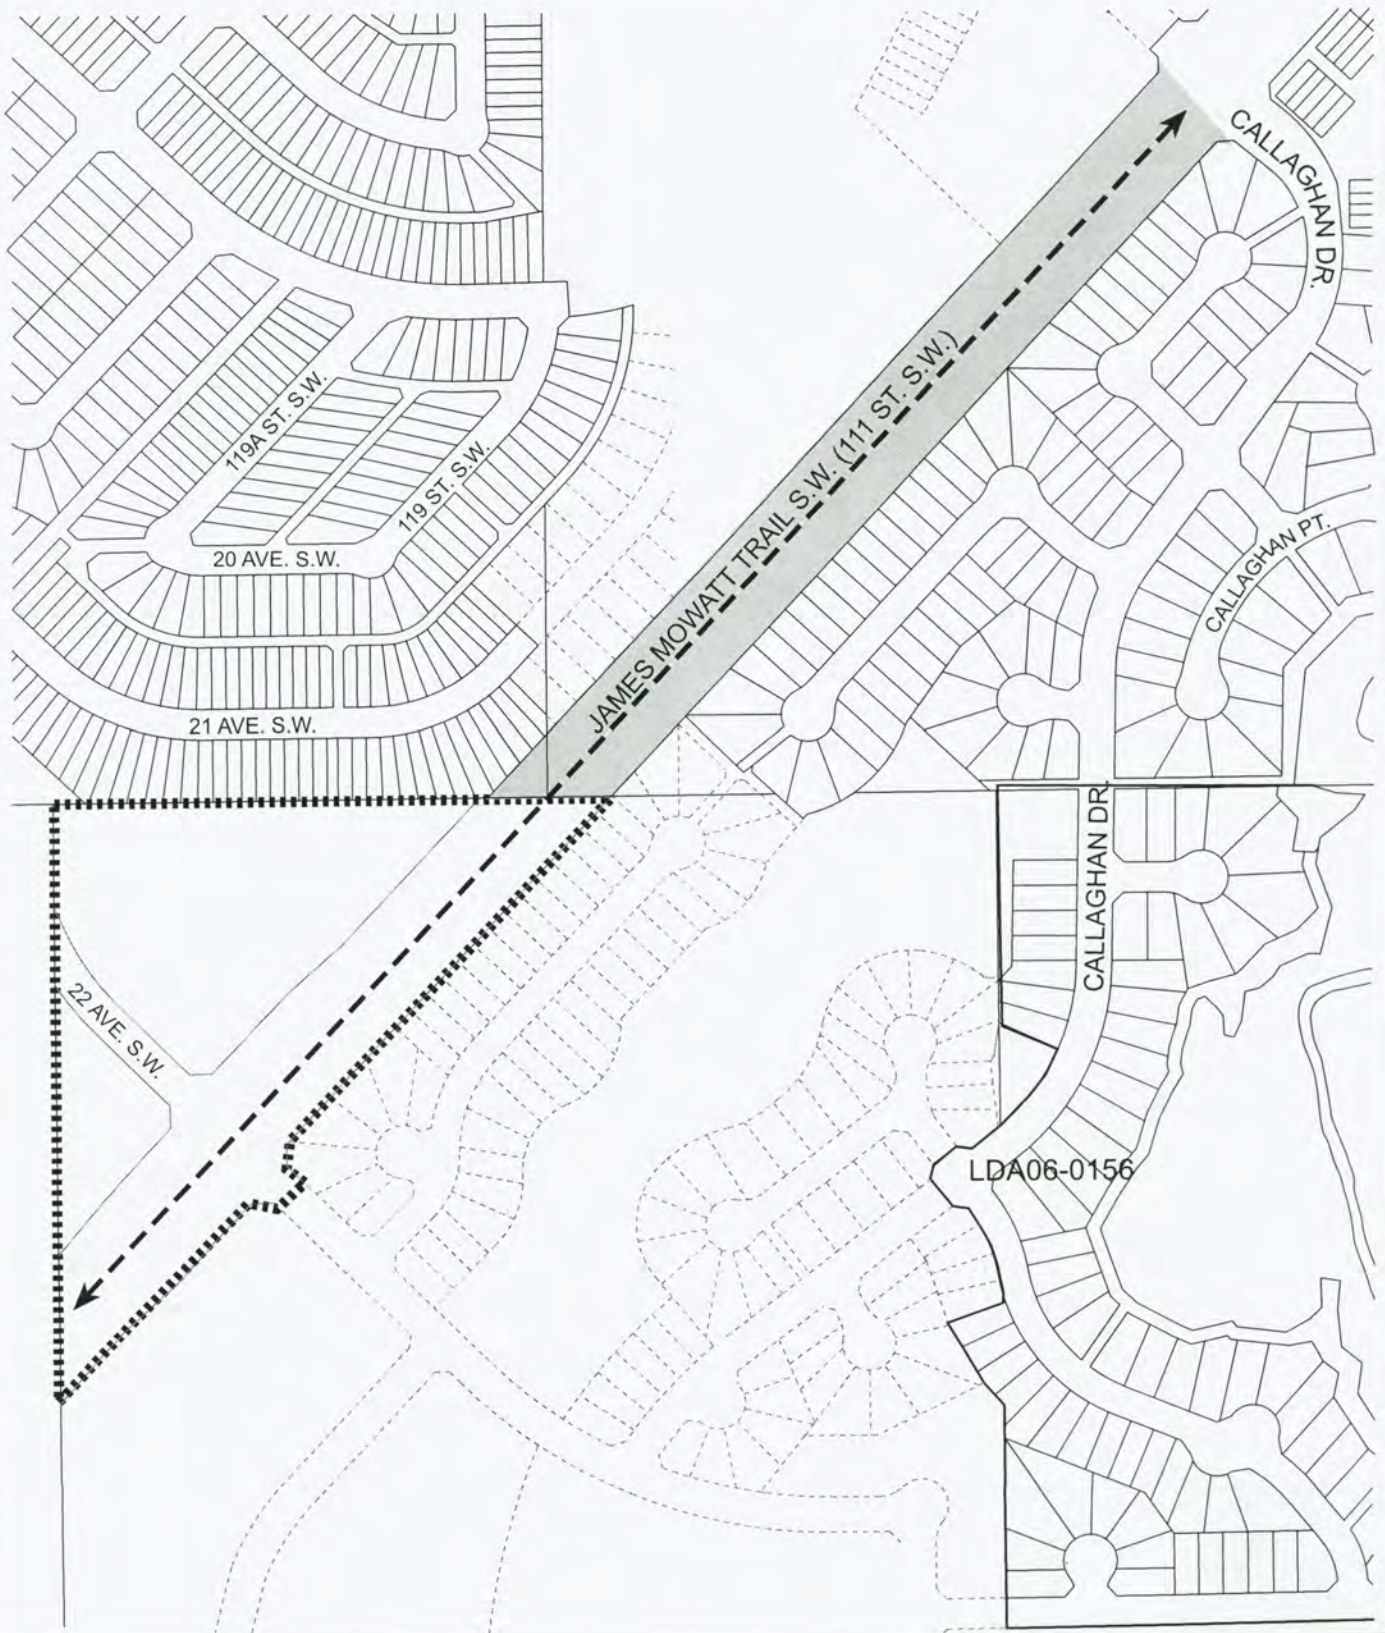 CALLAGHAN DR.
JAMES MOWATT TRAIL S.W. (111 ST. S.W.)
119A ST. S.W.
119 ST. S.W.
20 AVE. S.W.
CALLAGHAN PT.
21 AVE. S.W.
CALLAGHAN DR.
22 AVE. S.W.
LDA06-0156